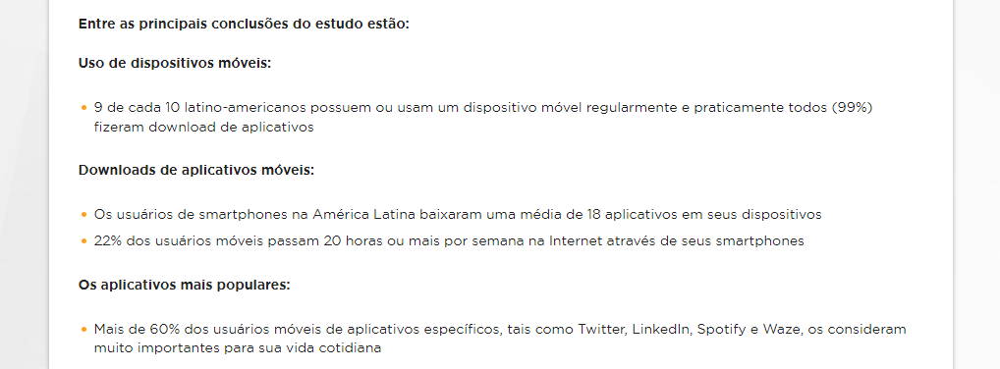 Entre as principais conclusões do estudo estão:
Uso de dispositivos móveis:
• 9 de cada 10 latino-americanos possuem ou usam um dispositivo móvel regularmente e praticamente todos (99%)
fizeram download de aplicativos
Downloads de aplicativos móveis:
• Os usuários de smartphones na América Latina baixaram uma média de 18 aplicativos em seus dispositivos
• 22% dos usuários móveis passam 20 horas ou mais por semana na Internet através de seus smartphones
Os aplicativos mais populares:
• Mais de 60% dos usuários móveis de aplicativos específicos, tais como Twitter, LinkedIn, Spotify e Waze, os consideram
muito importantes para sua vida cotidiana